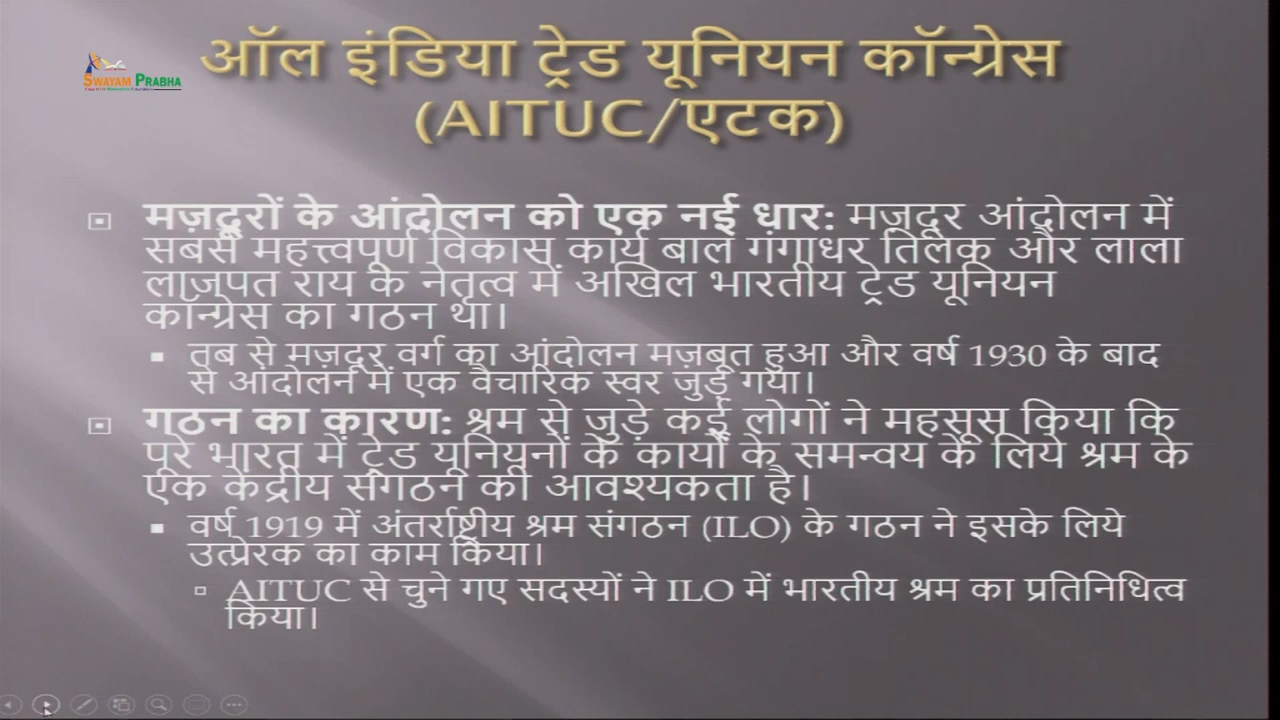 SWAYAM PRABHA
ऑल इंडिया ट्रेड यूनियन कॉन्ग्रेस
(AITUC/एटक)
मज़दूरों के आंदोलन को एक नई धार: मज़दूर आंदोलन में
सबसे महत्त्वपूर्ण विकास कार्य बाल गंगाधर तिलक और लाला
लाजपत राय के नेतृत्व में अखिल भारतीय ट्रेड यूनियन
कॉन्ग्रेस का गठन था।
तब से मज़दूर वर्ग का आंदोलन मज़बूत हुआ और वर्ष 1930 के बाद
से आंदोलन में एक वैचारिक स्वर जुड़ गया।
गठन का कारण: श्रम से जुड़े कई लोगों ने महसूस किया कि
पूरे भारत में ट्रेड यूनियनों के कार्यों के समन्वय के लिये श्रम के
एक केंद्रीय संगठन की आवश्यकता है।
वर्ष 1919 में अंतर्राष्ट्रीय श्रम संगठन (ILO) के गठन ने इसके लिये
उत्प्रेरक का काम किया।
AITUC से चुने गए सदस्यों ने ILO में भारतीय श्रम का प्रतिनिधित्व
किया।